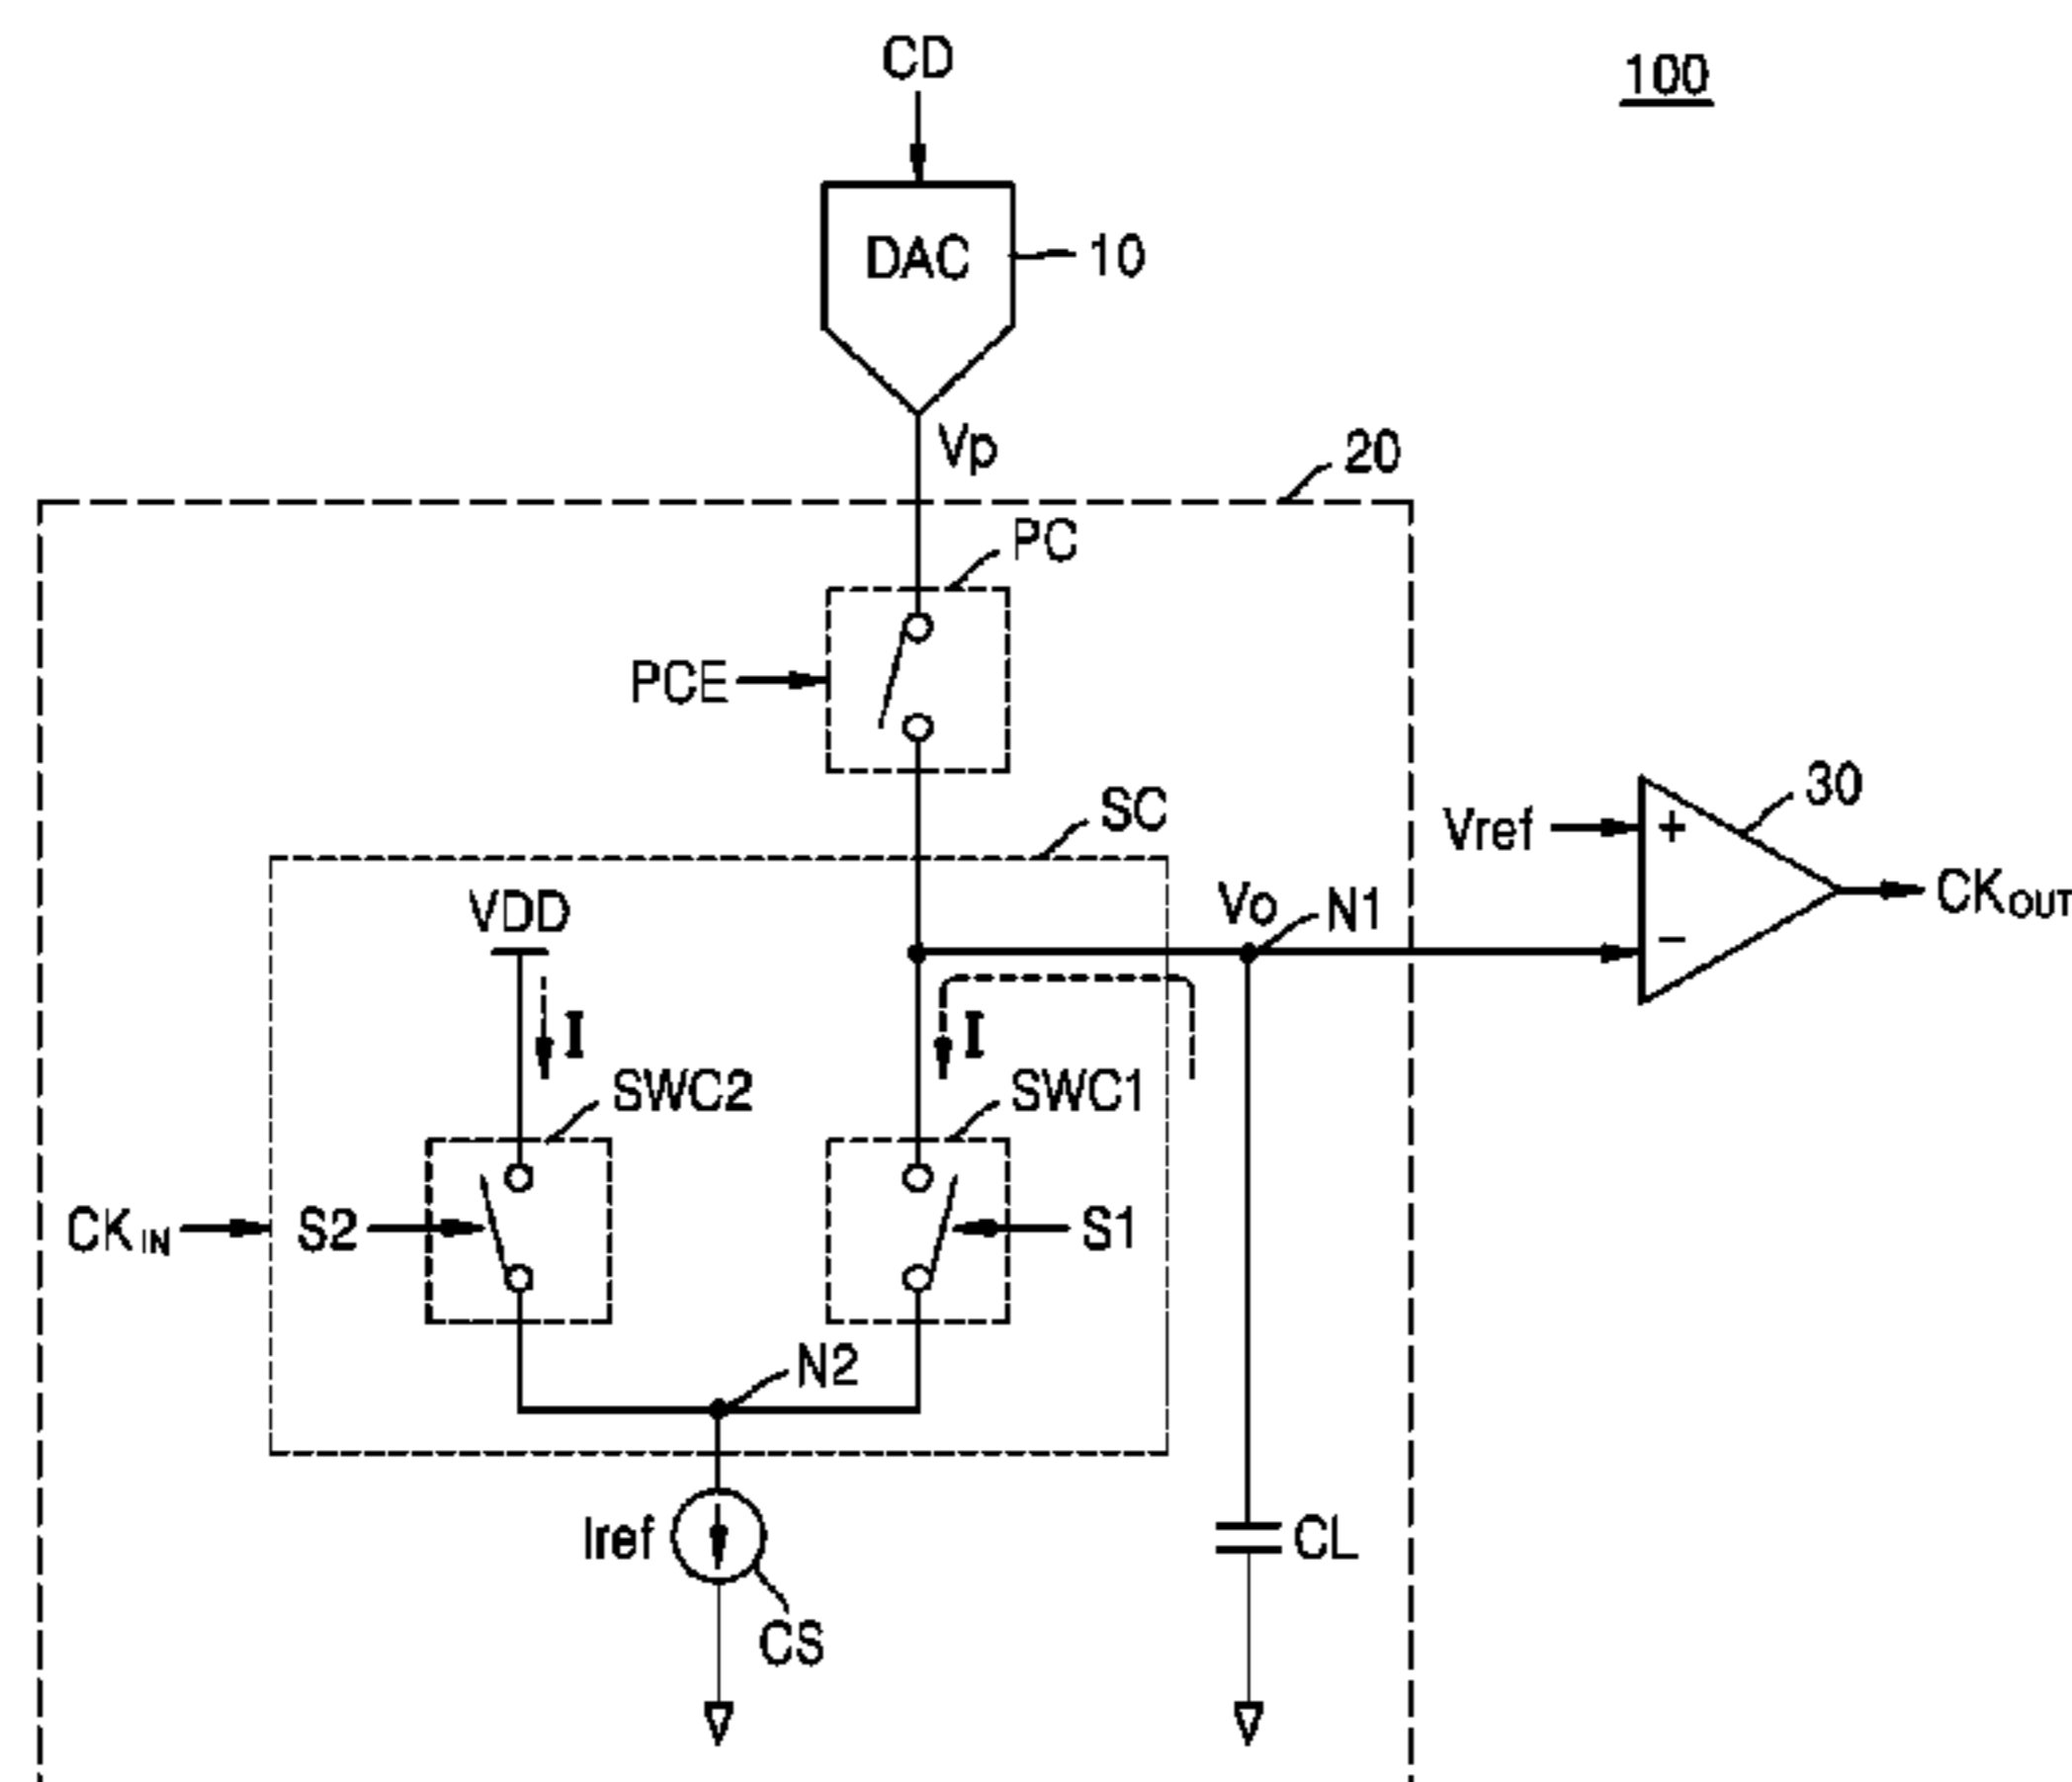 CD
100
DAC
10
Vp
20
PC
PCE
SC
30
Vref
+
VDD
Vo
N1
CKOUT
−
I
I
SWC2
SWC1
CKIN
S2
S1
N2
Iref
CL
CS